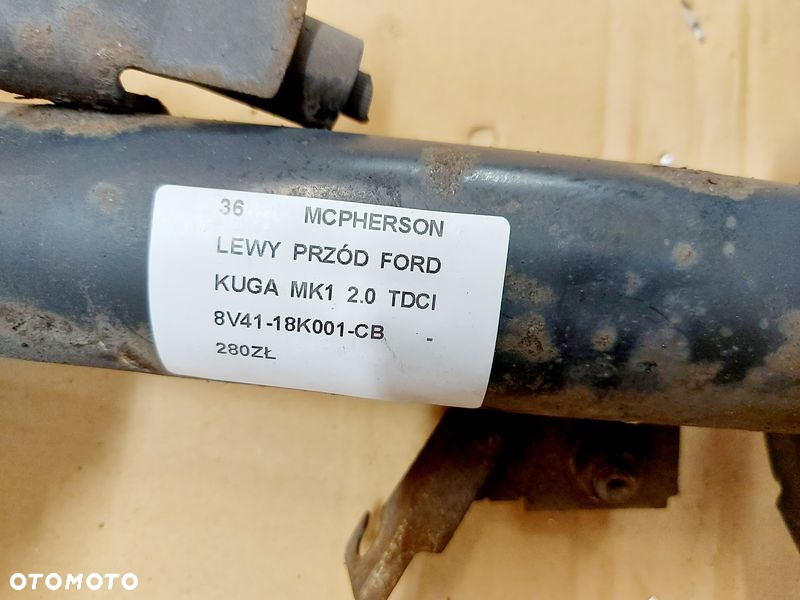 36 MCPHERSON
LEWY PRZÓD FORD
KUGA MK1 2.0 TDCI
8V41-18K001-CB -
280ZŁ
OTOMOTO